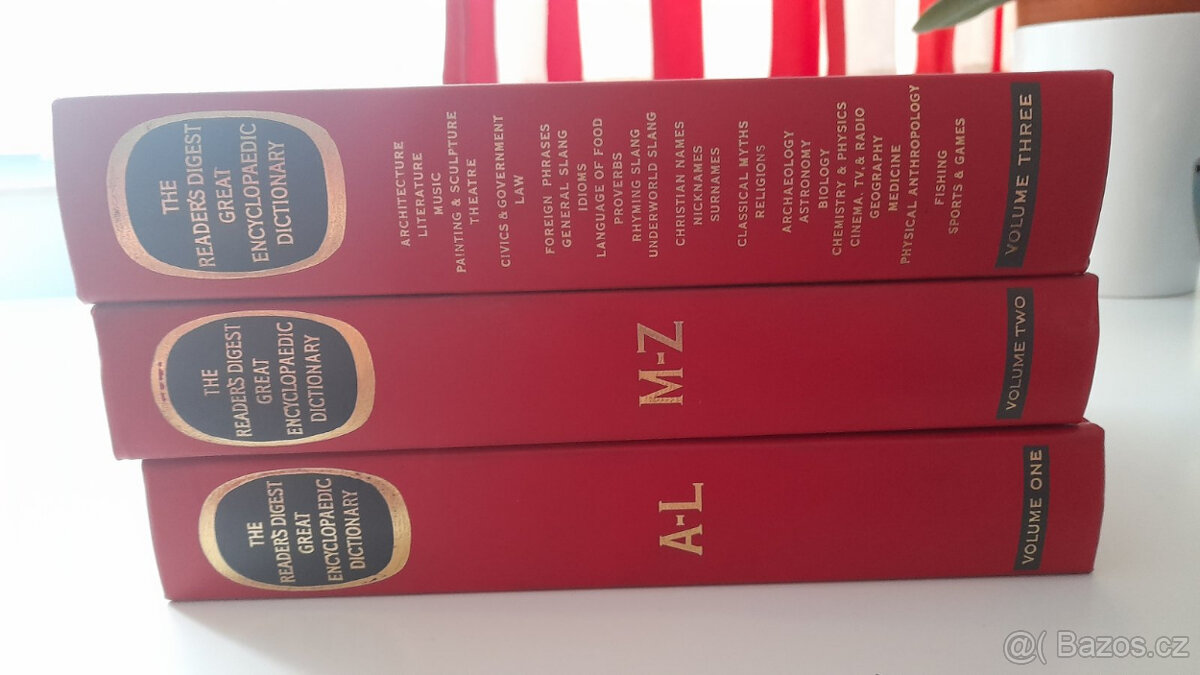 THE
READER'S DIGEST
GREAT
ENCYCLOPAEDIC
DICTIONARY
ARCHITECTURE
LITERATURE
MUSIC
PAINTING & SCULPTURE
THEATRE
CIVICS & GOVERNMENT
LAW
FOREIGN PHRASES
GENERAL SLANG
IDIOMS
LANGUAGE OF FOOD
PROVERBS
RHYMING SLANG
UNDERWORLD SLANG
CHRISTIAN NAMES
NICKNAMES
SURNAMES
CLASSICAL MYTHS
RELIGIONS
ARCHAEOLOGY
ASTRONOMY
BIOLOGY
CHEMISTRY & PHYSICS
CINEMA, TV, & RADIO
GEOGRAPHY
MEDICINE
PHYSICAL ANTHROPOLOGY
FISHING
SPORTS & GAMES
VOLUME THREE
THE
READER'S DIGEST
GREAT
ENCYCLOPAEDIC
DICTIONARY
M-Z
VOLUME TWO
THE
READER'S DIGEST
GREAT
ENCYCLOPAEDIC
DICTIONARY
A-L
VOLUME ONE
@( Bazos.cz